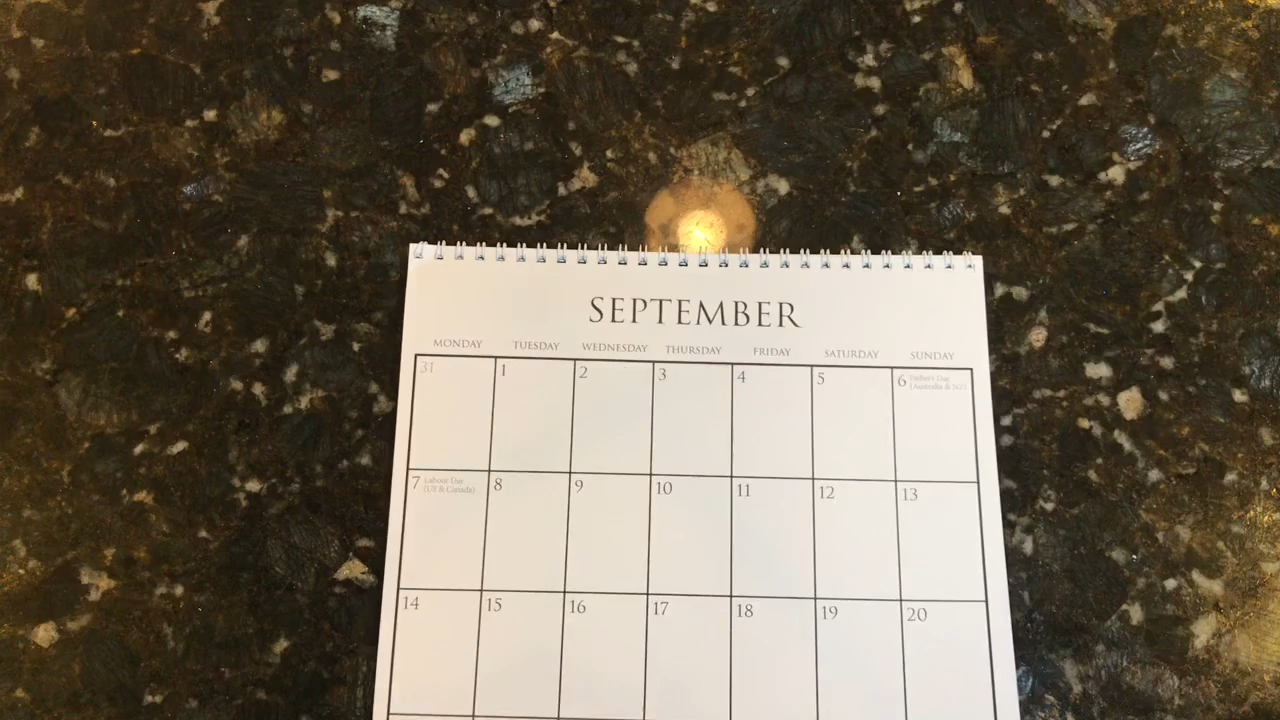 SEPTEMBER
MONDAY TUESDAY WEDNESDAY THURSDAY FRIDAY SATURDAY SUNDAY
31 1 2 3 4 5 6 Father's Day
(Australia & NZ)
7 Labour Day 8 9 10 11 12 13
(US & Canada)
14 15 16 17 18 19 20